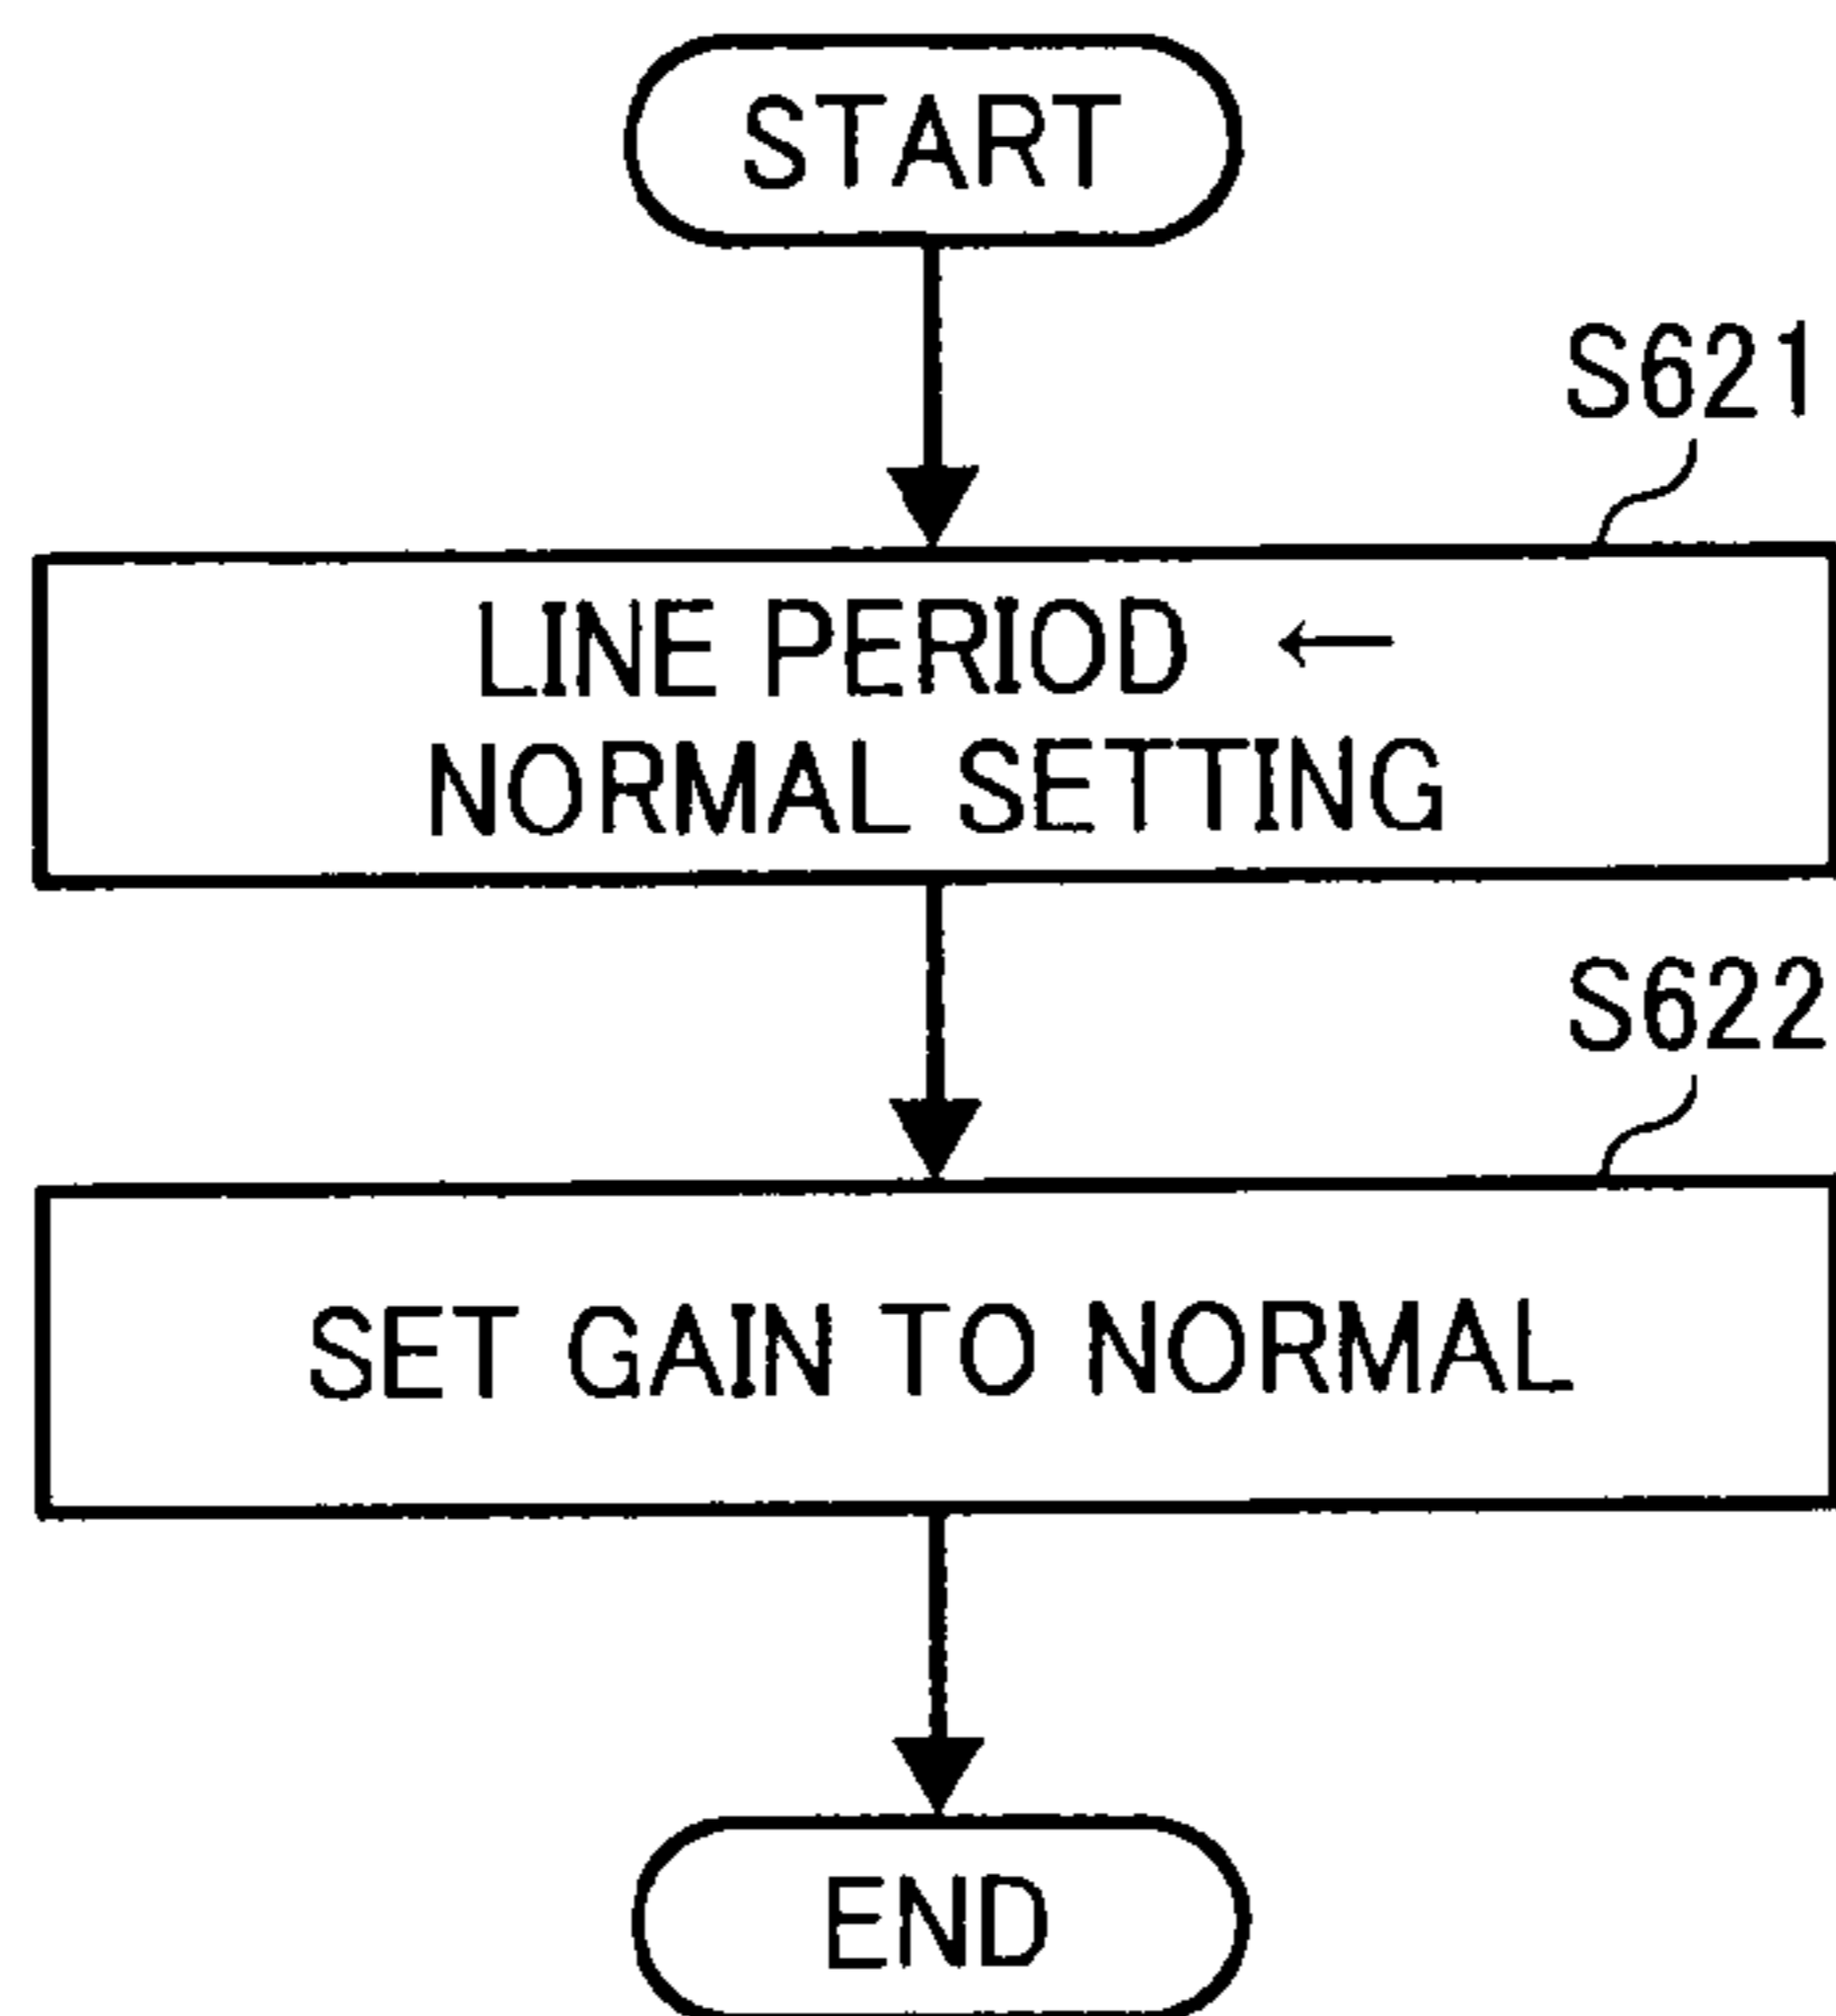 START
S621
LINE PERIOD ←
NORMAL SETTING
S622
SET GAIN TO NORMAL
END